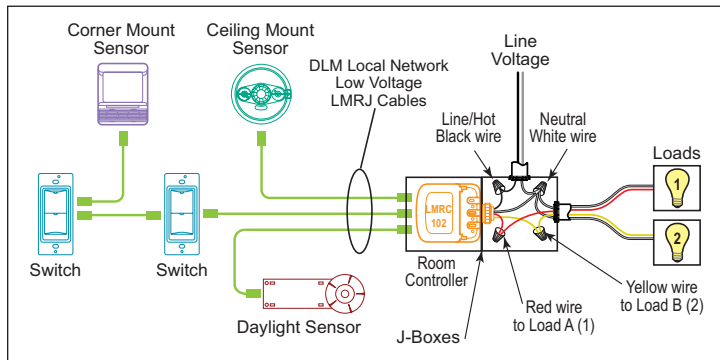 Corner Mount
Sensor
Ceiling Mount
Sensor
DLM Local Network
Low Voltage
LMRJ Cables
Line
Voltage
Line/Hot
Black wire
Neutral
White wire
Loads
1
2
LMRC
102
Switch
Switch
Room
Controller
Daylight Sensor
J-Boxes
Red wire
to Load A (1)
Yellow wire
to Load B (2)